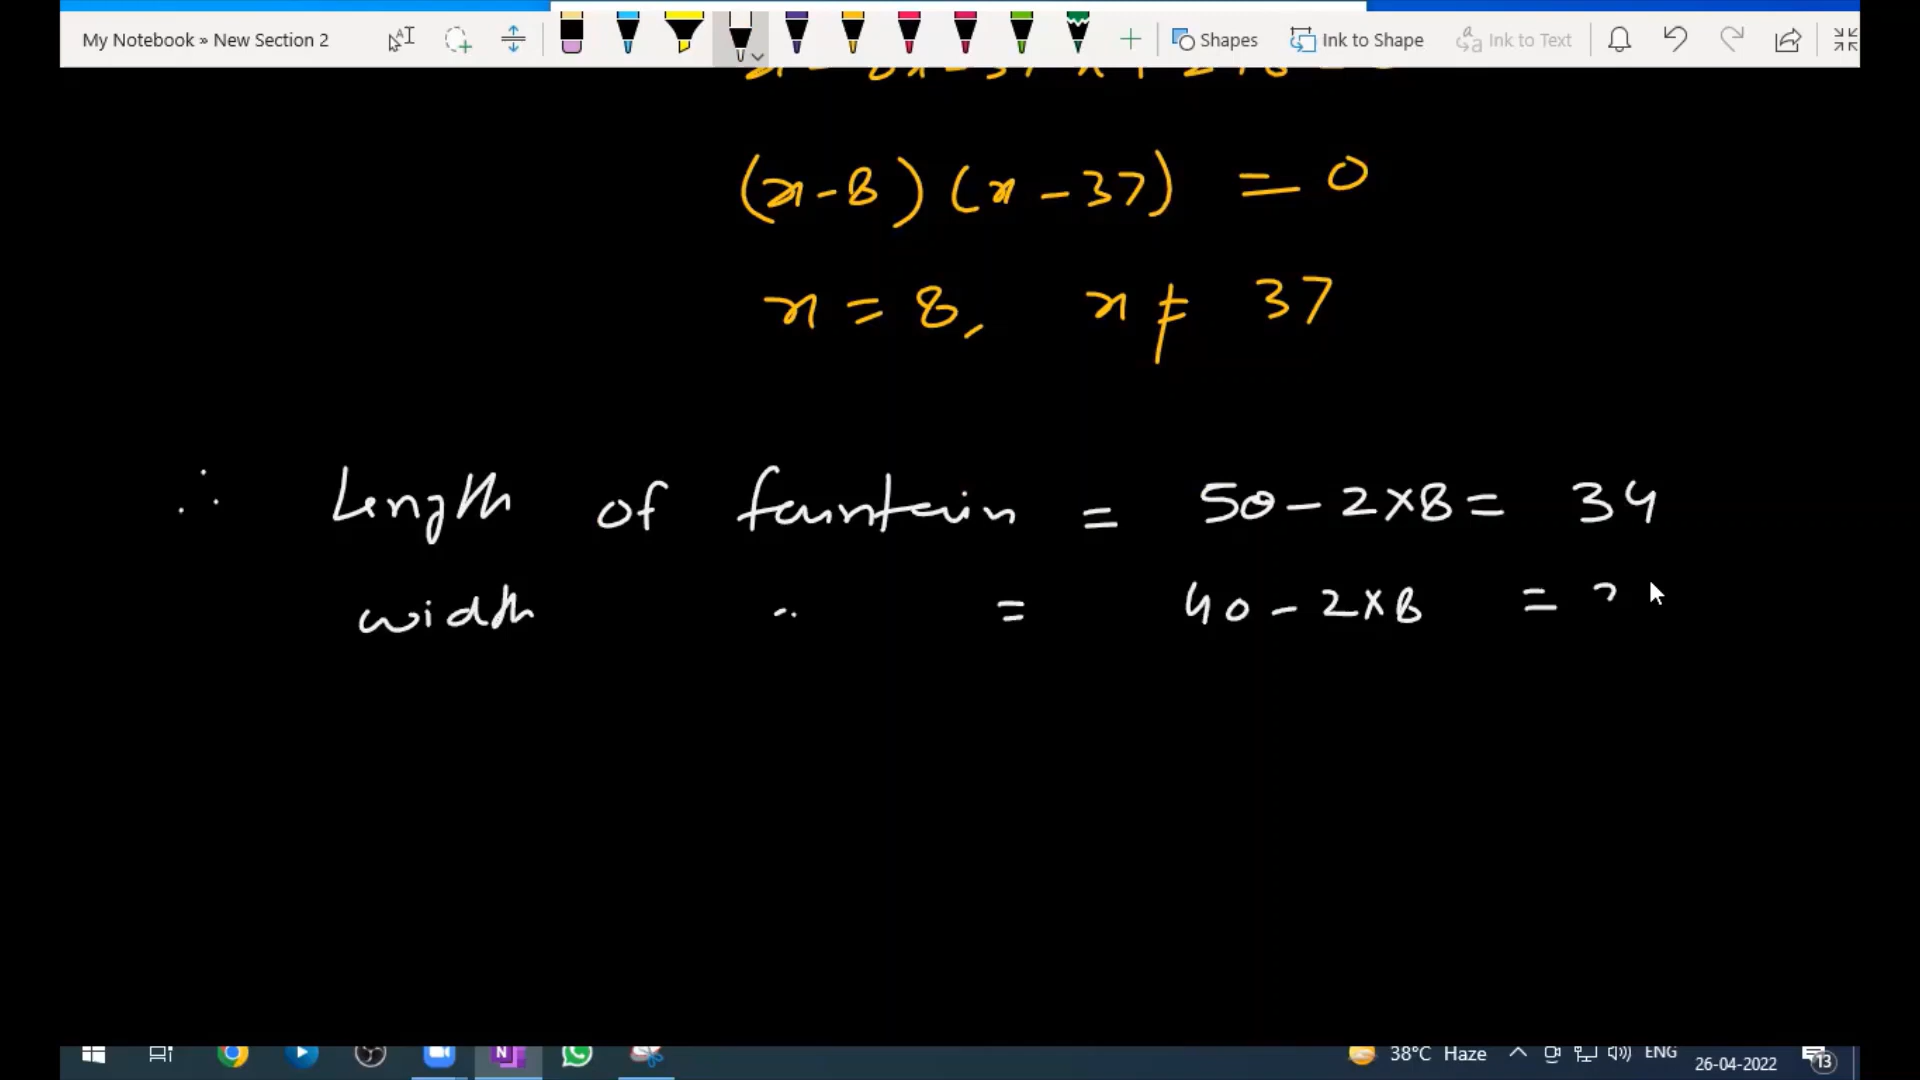 My Notebook » New Section 2
Shapes
Ink to Shape
Ink to Text
(x-8) (x-37) = 0
x = 8, x ≠ 37
∴ Length of fountain = 50-2×8 = 34
width .. = 40-2×8 =
38°C Haze
ENG
26-04-2022
13